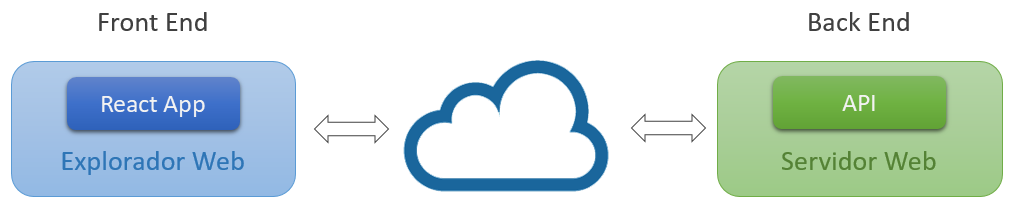 Front End
Back End
React App
Explorador Web
API
Servidor Web